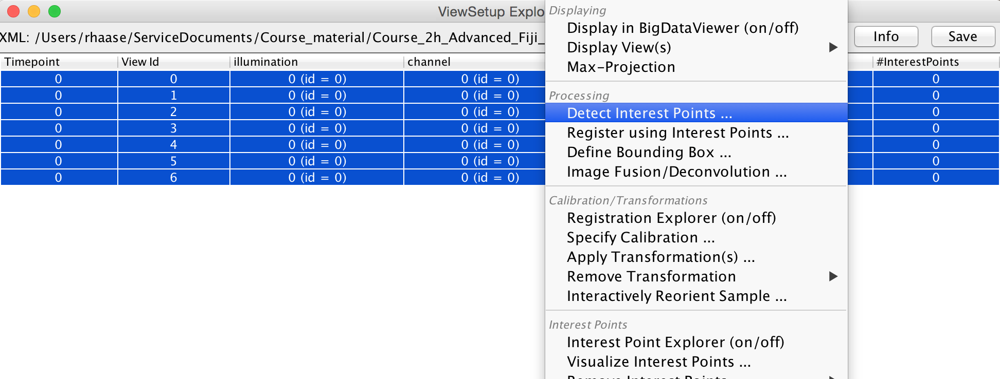 ViewSetup Explo
XML: /Users/rhaase/ServiceDocuments/Course_material/Course_2h_Advanced_Fiji_
Info Save
Timepoint View Id illumination channel #InterestPoints
0 0 0 (id = 0) 0 (id = 0) 0
0 1 0 (id = 0) 0 (id = 0) 0
0 2 0 (id = 0) 0 (id = 0) 0
0 3 0 (id = 0) 0 (id = 0) 0
0 4 0 (id = 0) 0 (id = 0) 0
0 5 0 (id = 0) 0 (id = 0) 0
0 6 0 (id = 0) 0 (id = 0) 0
Displaying
Display in BigDataViewer (on/off)
Display View(s)
Max-Projection
Processing
Detect Interest Points ...
Register using Interest Points ...
Define Bounding Box ...
Image Fusion/Deconvolution ...
Calibration/Transformations
Registration Explorer (on/off)
Specify Calibration ...
Apply Transformation(s) ...
Remove Transformation
Interactively Reorient Sample ...
Interest Points
Interest Point Explorer (on/off)
Visualize Interest Points ...
Remove Interest Points